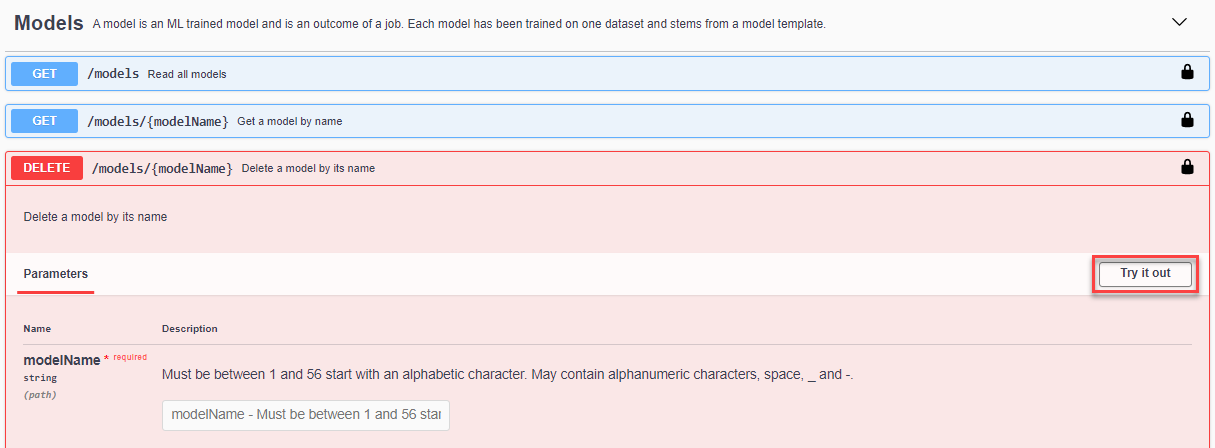 Models A model is an ML trained model and is an outcome of a job. Each model has been trained on one dataset and stems from a model template.
GET /models Read all models
GET /models/{modelName} Get a model by name
DELETE /models/{modelName} Delete a model by its name
Delete a model by its name
Parameters Try it out
Name Description
modelName * required
string
(path)
Must be between 1 and 56 start with an alphabetic character. May contain alphanumeric characters, space, _ and -.
modelName - Must be between 1 and 56 star